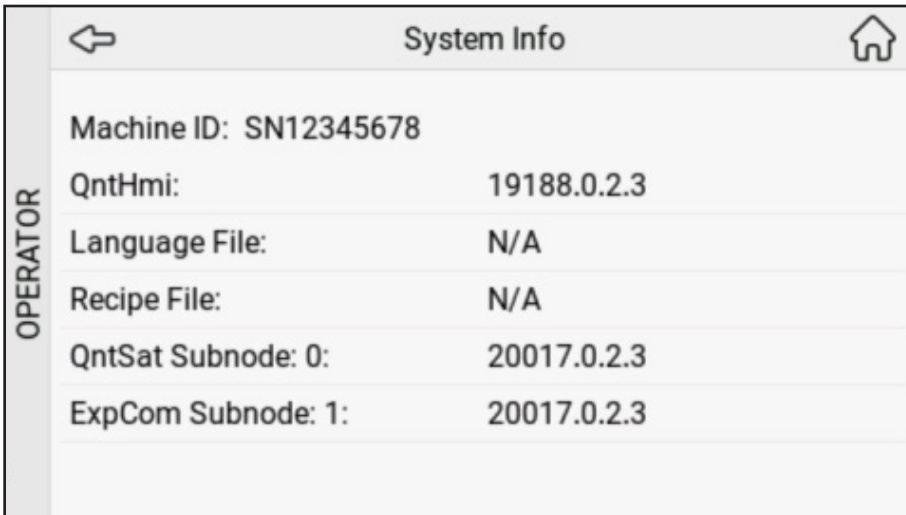 System Info
OPERATOR
Machine ID: SN12345678
QntHmi: 19188.0.2.3
Language File: N/A
Recipe File: N/A
QntSat Subnode: 0: 20017.0.2.3
ExpCom Subnode: 1: 20017.0.2.3